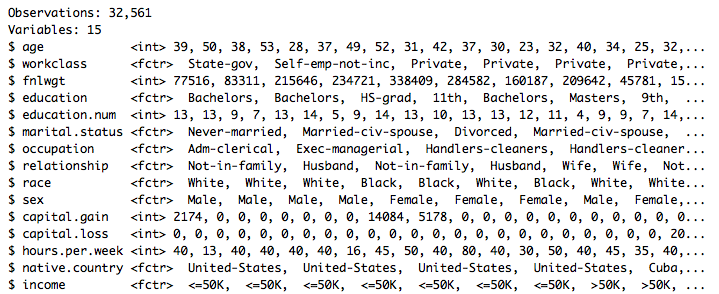 Observations: 32,561
Variables: 15
$ age            <int> 39, 50, 38, 53, 28, 37, 49, 52, 31, 42, 37, 30, 23, 32, 40, 34, 25, 32,...
$ workclass      <fctr>  State-gov,  Self-emp-not-inc,  Private,  Private,  Private,  Private,...
$ fnlwgt         <int> 77516, 83311, 215646, 234721, 338409, 284582, 160187, 209642, 45781, 15...
$ education      <fctr>  Bachelors,  Bachelors,  HS-grad,  11th,  Bachelors,  Masters,  9th,  ...
$ education.num  <int> 13, 13, 9, 7, 13, 14, 5, 9, 14, 13, 10, 13, 13, 12, 11, 4, 9, 9, 7, 14,...
$ marital.status <fctr>  Never-married,  Married-civ-spouse,  Divorced,  Married-civ-spouse,  ...
$ occupation     <fctr>  Adm-clerical,  Exec-managerial,  Handlers-cleaners,  Handlers-cleaner...
$ relationship   <fctr>  Not-in-family,  Husband,  Not-in-family,  Husband,  Wife,  Wife,  Not...
$ race           <fctr>  White,  White,  White,  Black,  Black,  White,  Black,  White,  White...
$ sex            <fctr>  Male,  Male,  Male,  Male,  Female,  Female,  Female,  Male,  Female,...
$ capital.gain   <int> 2174, 0, 0, 0, 0, 0, 0, 0, 14084, 5178, 0, 0, 0, 0, 0, 0, 0, 0, 0, 0...
$ capital.loss   <int> 0, 0, 0, 0, 0, 0, 0, 0, 0, 0, 0, 0, 0, 0, 0, 0, 0, 0, 0, 0, 0, 0, 20...
$ hours.per.week <int> 40, 13, 40, 40, 40, 40, 16, 45, 50, 40, 80, 40, 30, 50, 40, 45, 35, 40,...
$ native.country <fctr>  United-States,  United-States,  United-States,  United-States,  Cuba,...
$ income         <fctr>  <=50K,  <=50K,  <=50K,  <=50K,  <=50K,  <=50K,  <=50K,  >50K,  >50K,...